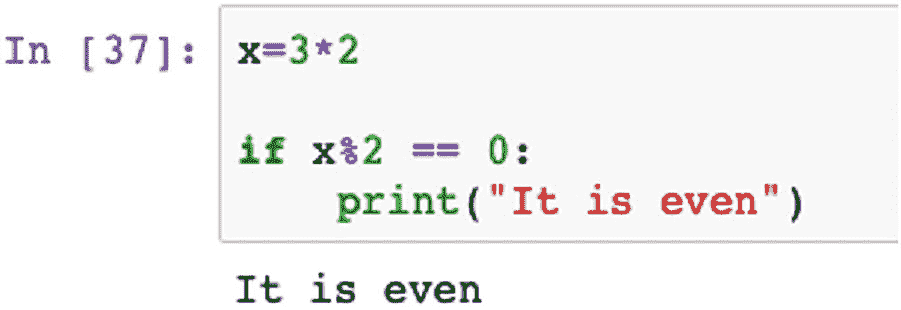 In [37]: x=3*2
if x%2 == 0:
    print("It is even")
It is even